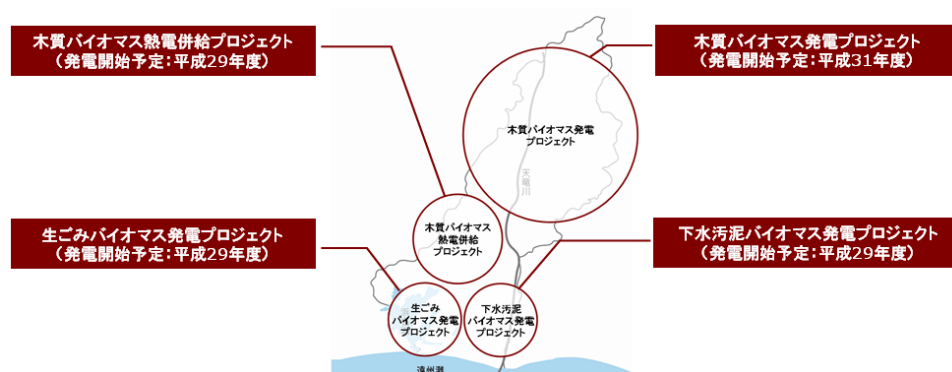 木質バイオマス熱電併給プロジェクト
（発電開始予定：平成29年度）
木質バイオマス発電プロジェクト
（発電開始予定：平成31年度）
木質バイオマス発電
プロジェクト
天竜川
木質バイオマス
熱電併給
プロジェクト
生ごみバイオマス発電プロジェクト
（発電開始予定：平成29年度）
下水汚泥バイオマス発電プロジェクト
（発電開始予定：平成29年度）
生ごみ
バイオマス発電
プロジェクト
下水汚泥
バイオマス発電
プロジェクト
遠州灘